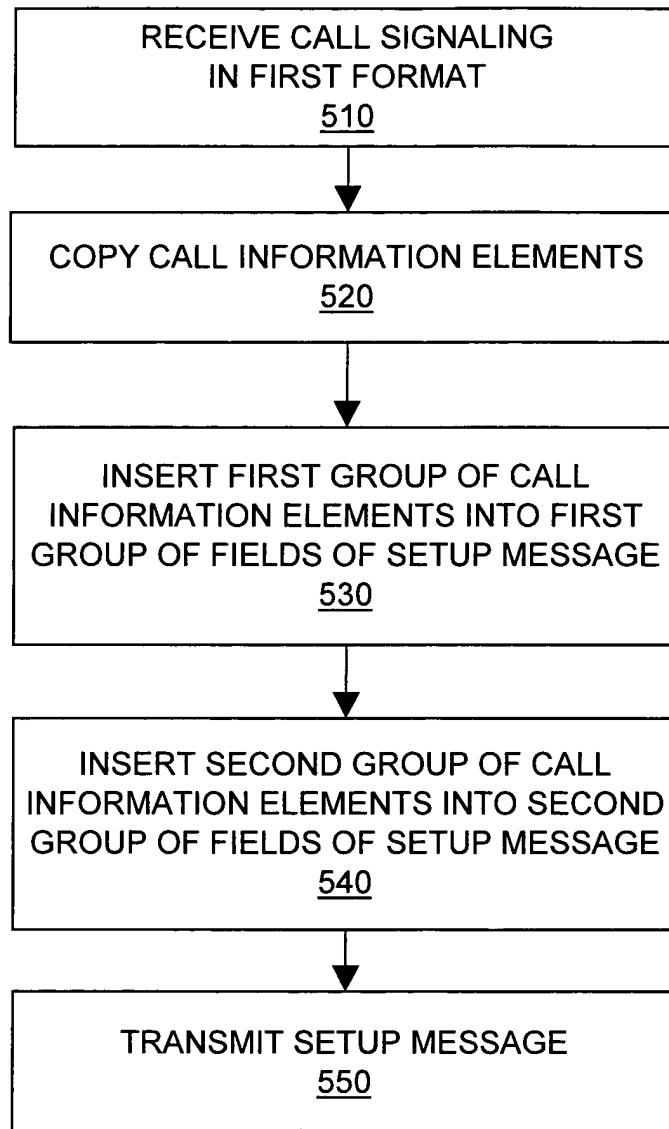 RECEIVE CALL SIGNALING
IN FIRST FORMAT
510
COPY CALL INFORMATION ELEMENTS
520
INSERT FIRST GROUP OF CALL
INFORMATION ELEMENTS INTO FIRST
GROUP OF FIELDS OF SETUP MESSAGE
530
INSERT SECOND GROUP OF CALL
INFORMATION ELEMENTS INTO SECOND
GROUP OF FIELDS OF SETUP MESSAGE
540
TRANSMIT SETUP MESSAGE
550